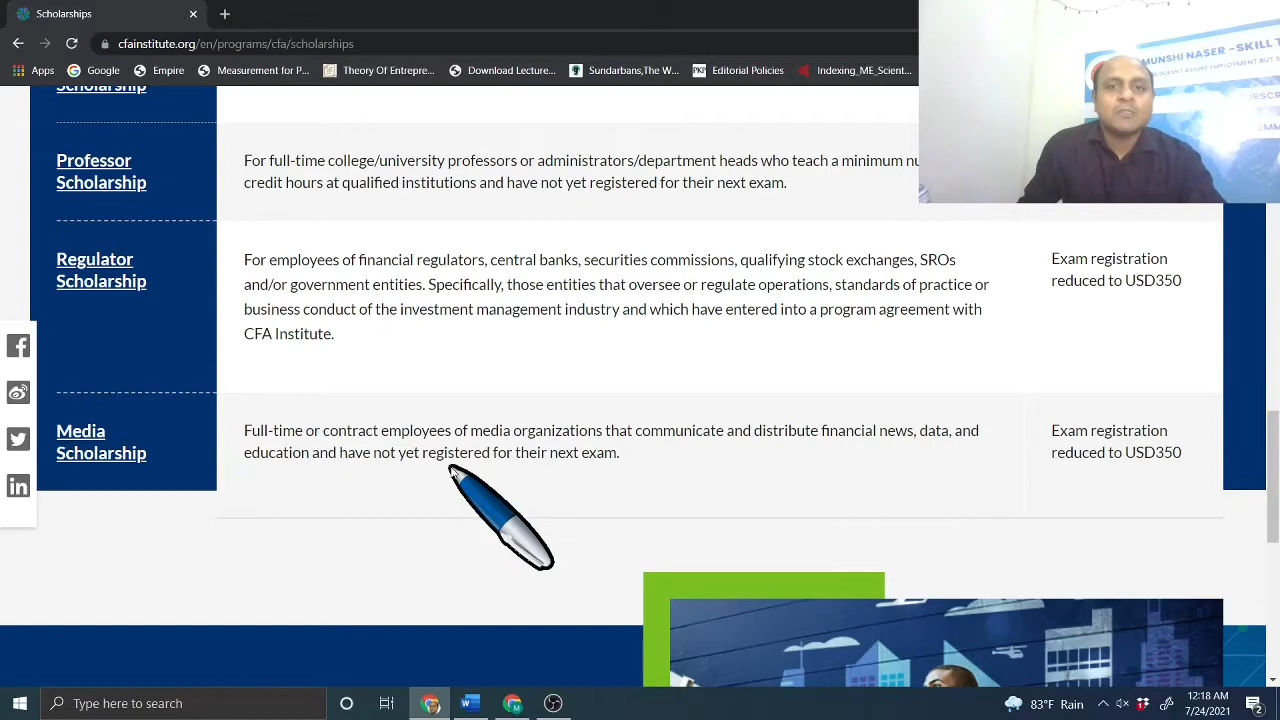 Scholarships
cfainstitute.org/en/programs/cfa/scholarships
Apps
Google
Empire
Measurement for P...
Theory Of Entrepre...
Editorial
MUNSHI NASER -SKILL T
Scholarship
Professor
Scholarship
For full-time college/university professors or administrators/department heads who teach a minimum nu
credit hours at qualified institutions and have not yet registered for their next exam.
Regulator
Scholarship
For employees of financial regulators, central banks, securities commissions, qualifying stock exchanges, SROs
and/or government entities. Specifically, those entities that oversee or regulate operations, standards of practice or
business conduct of the investment management industry and which have entered into a program agreement with
CFA Institute.
Exam registration
reduced to USD350
Media
Scholarship
Full-time or contract employees of media organizations that communicate and distribute financial news, data, and
education and have not yet registered for their next exam.
Exam registration
reduced to USD350
Type here to search
83°F Rain
12:18 AM
7/24/2021
2